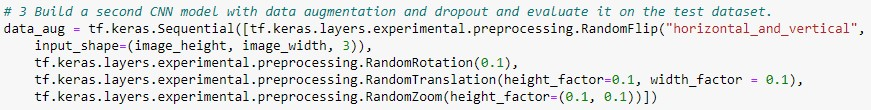 # 3 Build a second CNN model with data augmentation and dropout and evaluate it on the test dataset.
data_aug = tf.keras.Sequential([tf.keras.layers.experimental.preprocessing.RandomFlip("horizontal_and_vertical",
    input_shape=(image_height, image_width, 3)),
    tf.keras.layers.experimental.preprocessing.RandomRotation(0.1),
    tf.keras.layers.experimental.preprocessing.RandomTranslation(height_factor=0.1, width_factor = 0.1),
    tf.keras.layers.experimental.preprocessing.RandomZoom(height_factor=(0.1, 0.1))])